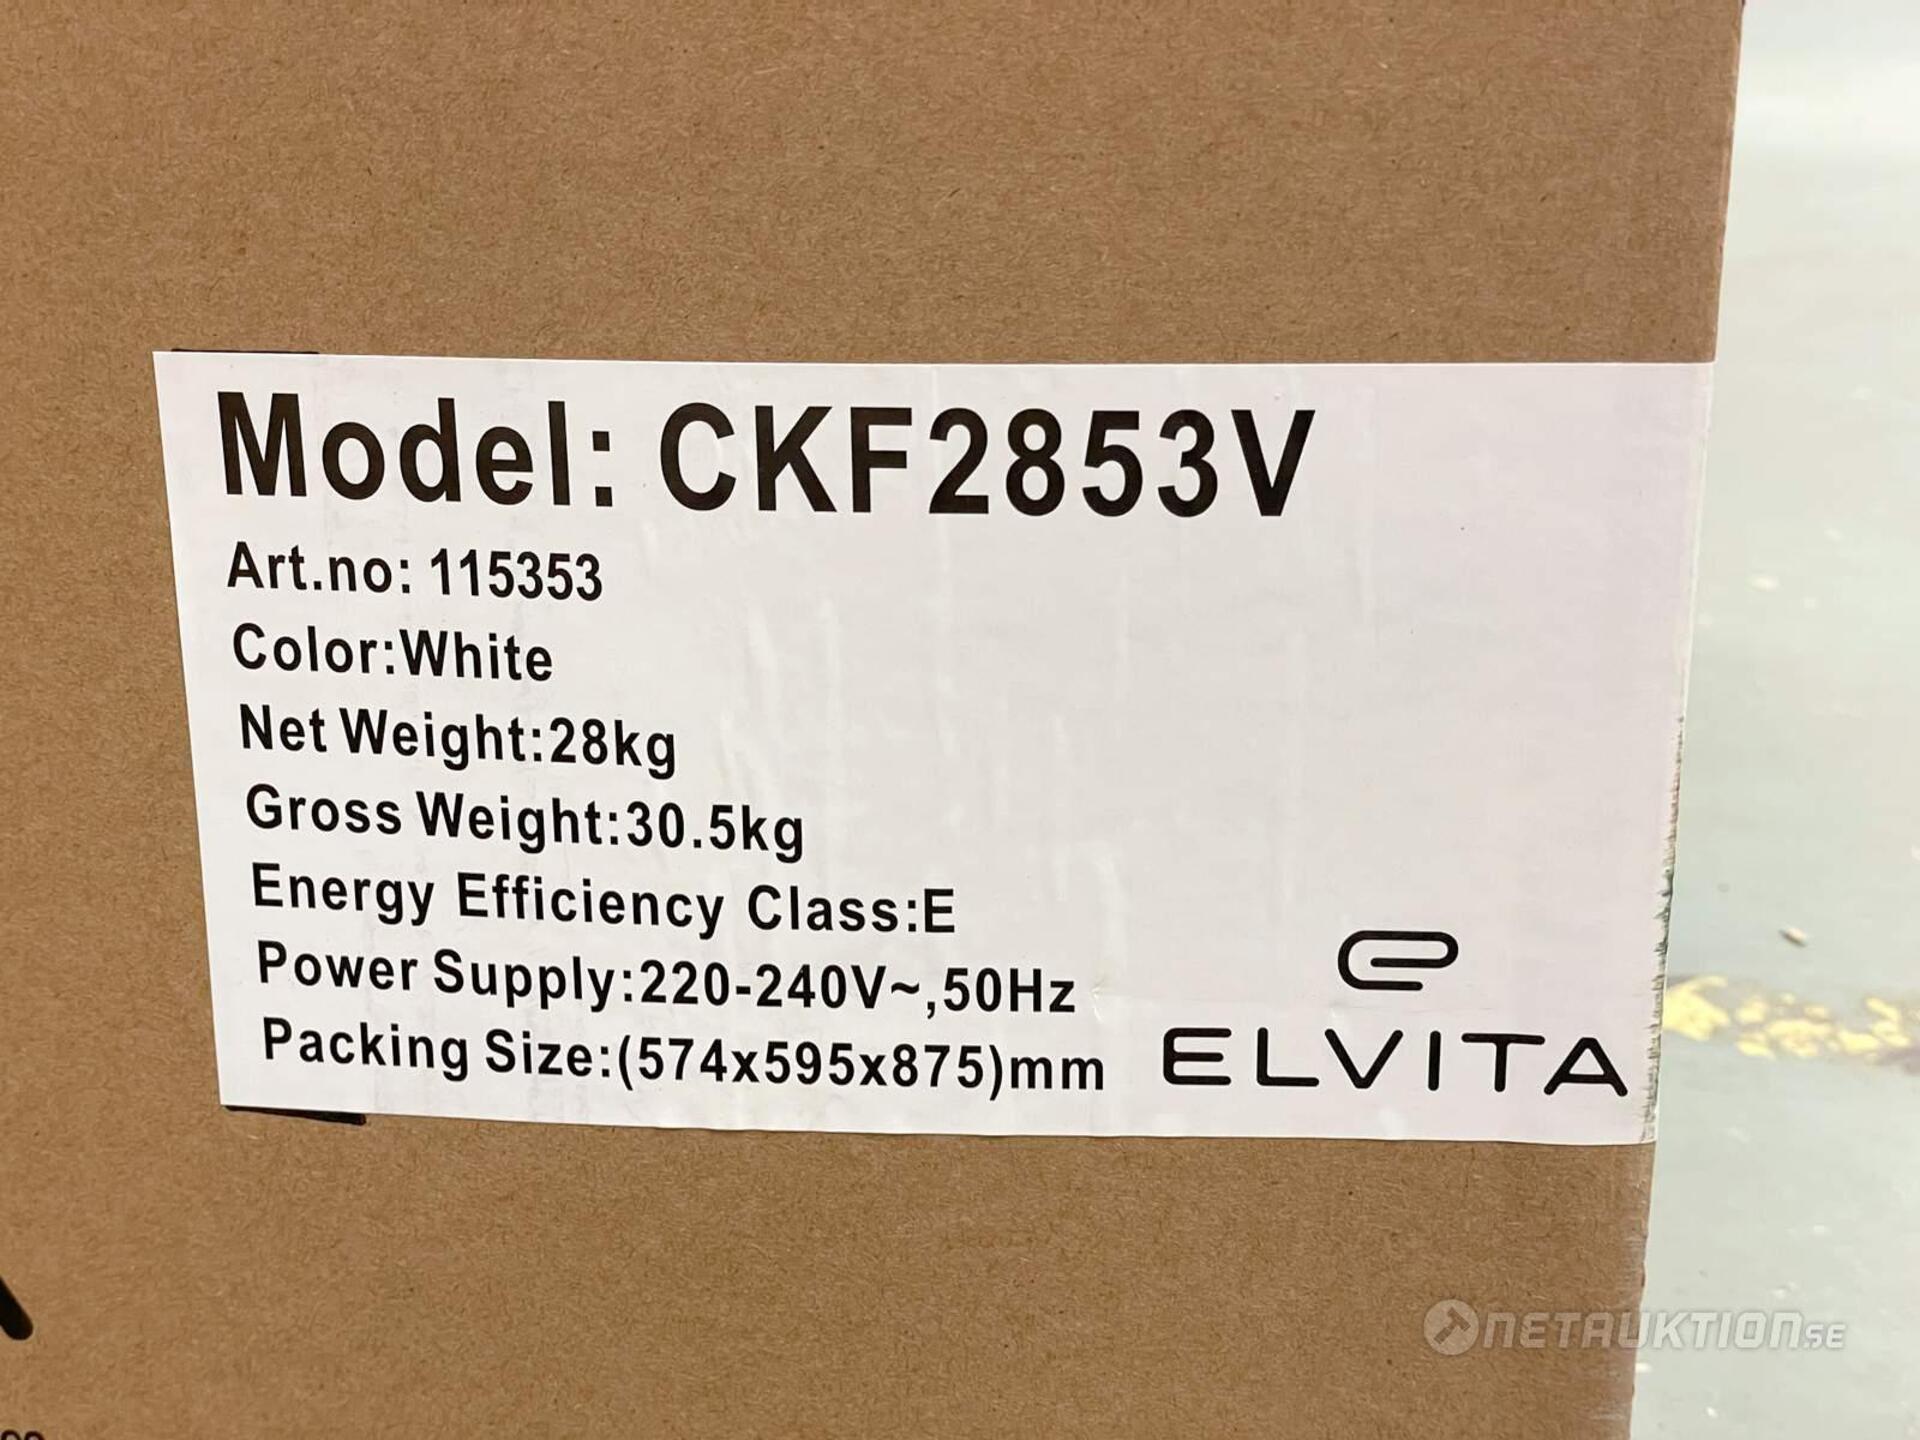 Model: CKF2853V
Art.no: 115353
Color:White
Net Weight:28kg
Gross Weight:30.5kg
Energy Efficiency Class:E
Power Supply:220-240V~,50Hz
Packing Size:(574x595x875)mm
ELVITA
NETAUKTION.SE